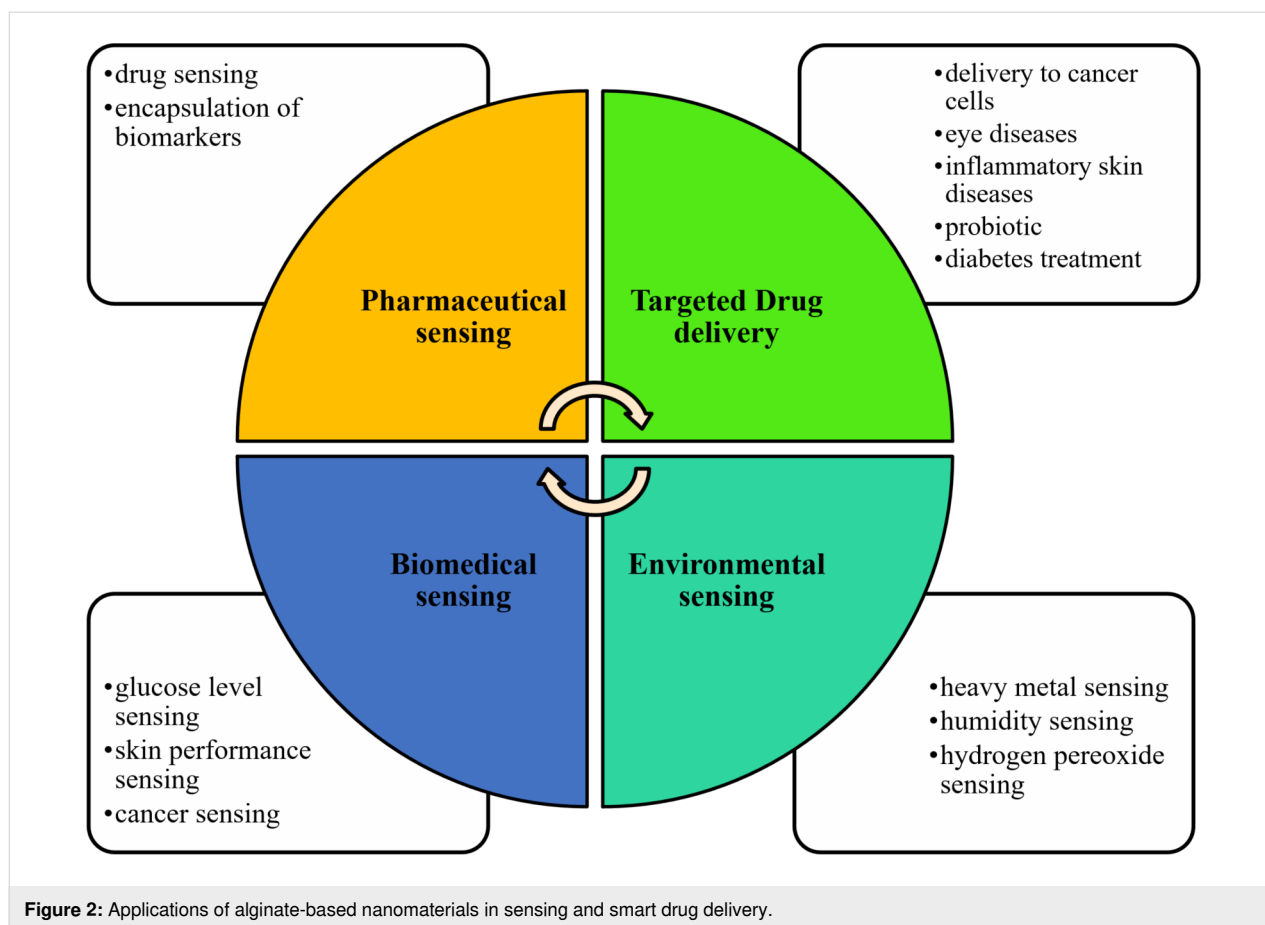 •drug sensing
•encapsulation of
biomarkers
•delivery to cancer
cells
•eye diseases
•inflammatory skin
diseases
•probiotic
•diabetes treatment
Pharmaceutical
sensing
Targeted Drug
delivery
Biomedical
sensing
Environmental
sensing
•glucose level
sensing
•skin performance
sensing
•cancer sensing
•heavy metal sensing
•humidity sensing
•hydrogen pereoxide
sensing
Figure 2: Applications of alginate-based nanomaterials in sensing and smart drug delivery.